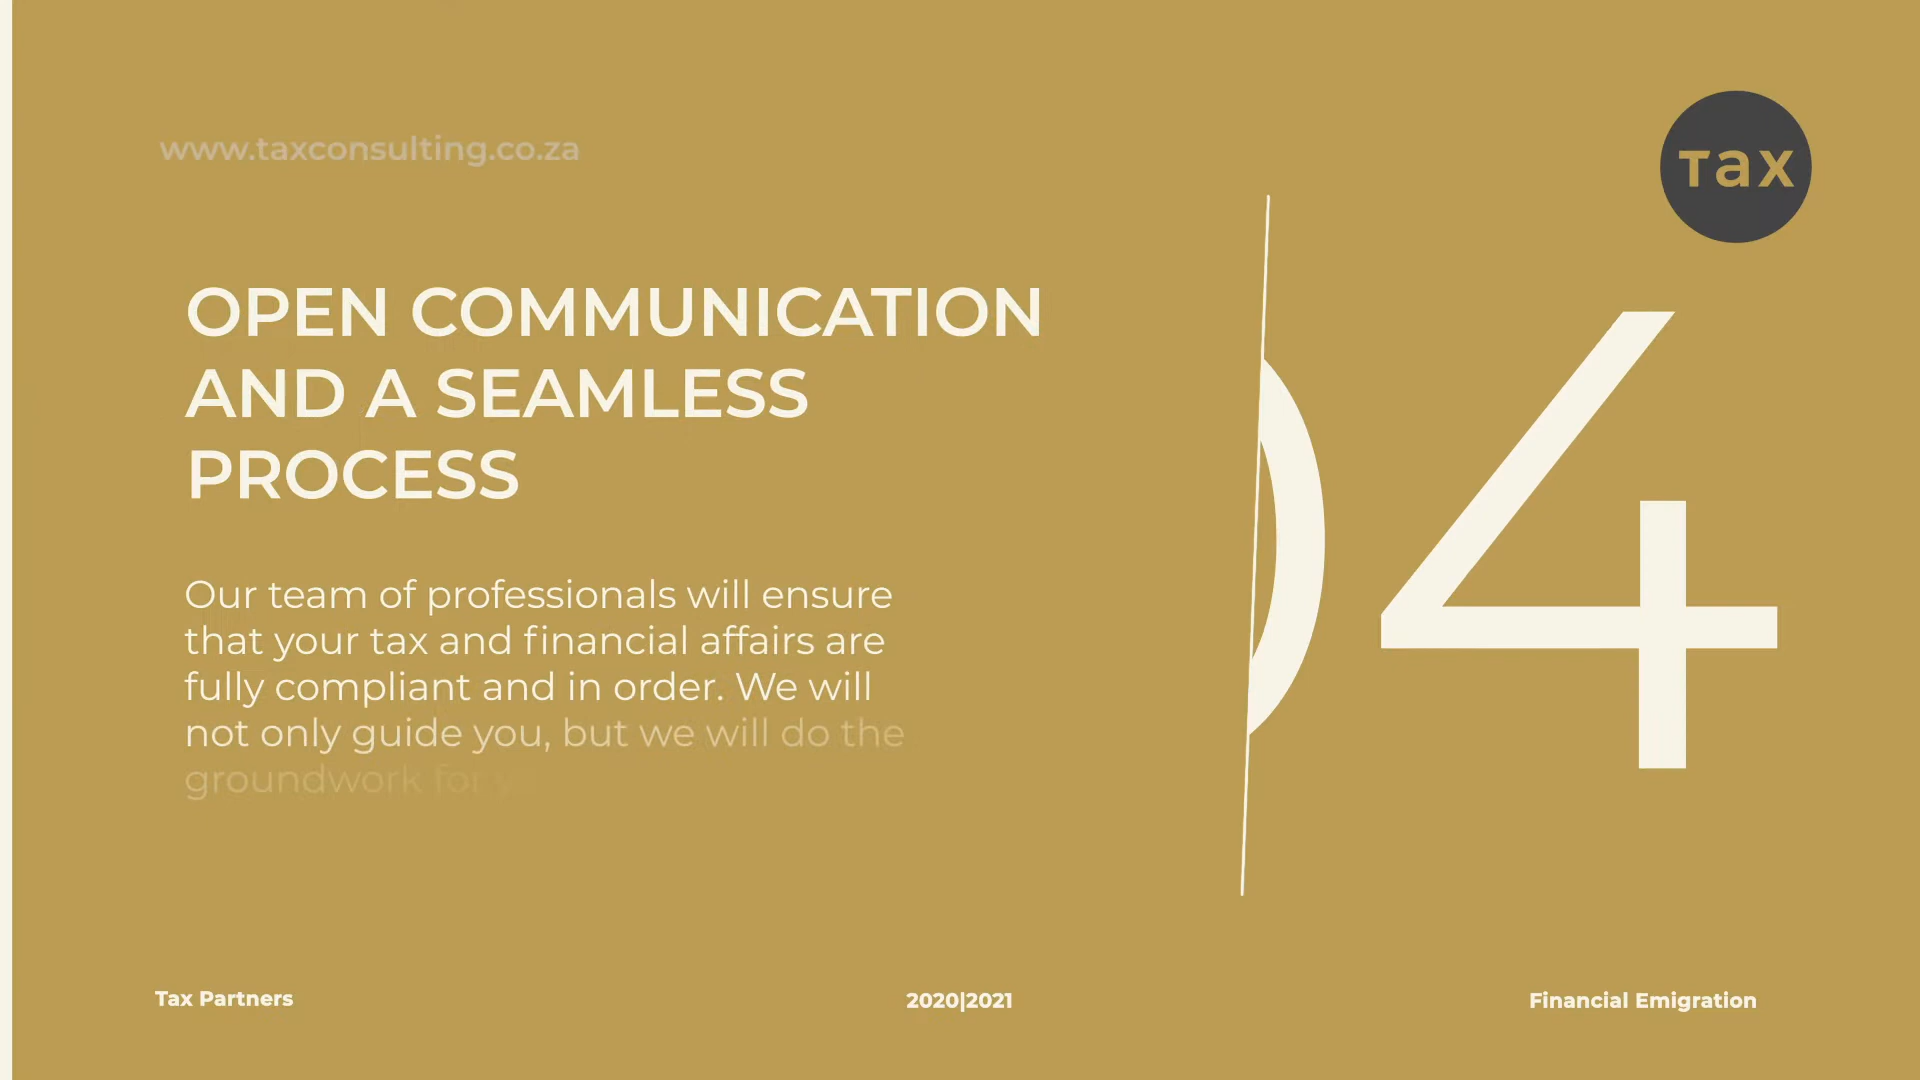 www.taxconsulting.co.za
Tax
OPEN COMMUNICATION
AND A SEAMLESS
PROCESS
4
Our team of professionals will ensure
that your tax and financial affairs are
fully compliant and in order. We will
not only guide you, but we will do the
groundwork for
Tax Partners
2020|2021
Financial Emigration